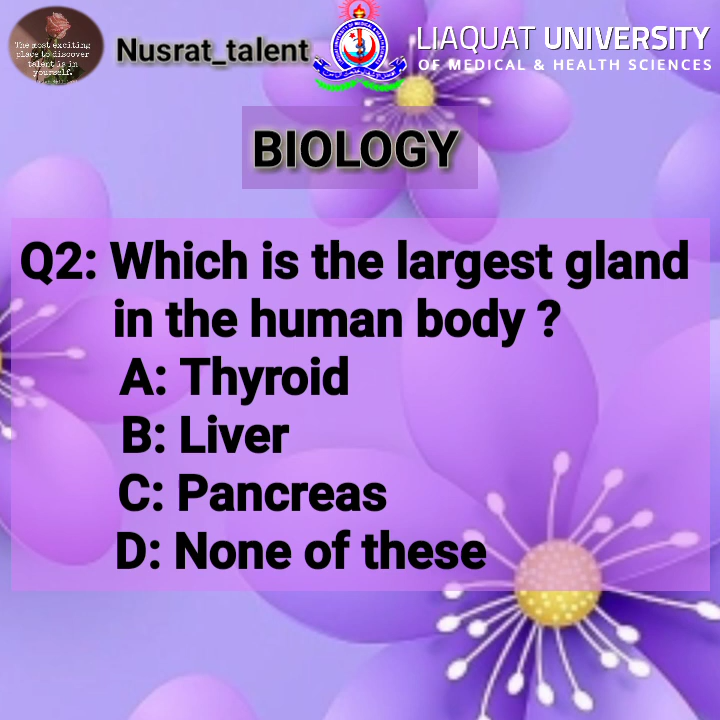 The most exciting
place to discover
talent is in
yourself.
Nusrat_talent
LIAQUAT UNIVERSITY
OF MEDICAL & HEALTH SCIENCES
BIOLOGY
Q2: Which is the largest gland
in the human body ?
A: Thyroid
B: Liver
C: Pancreas
D: None of these